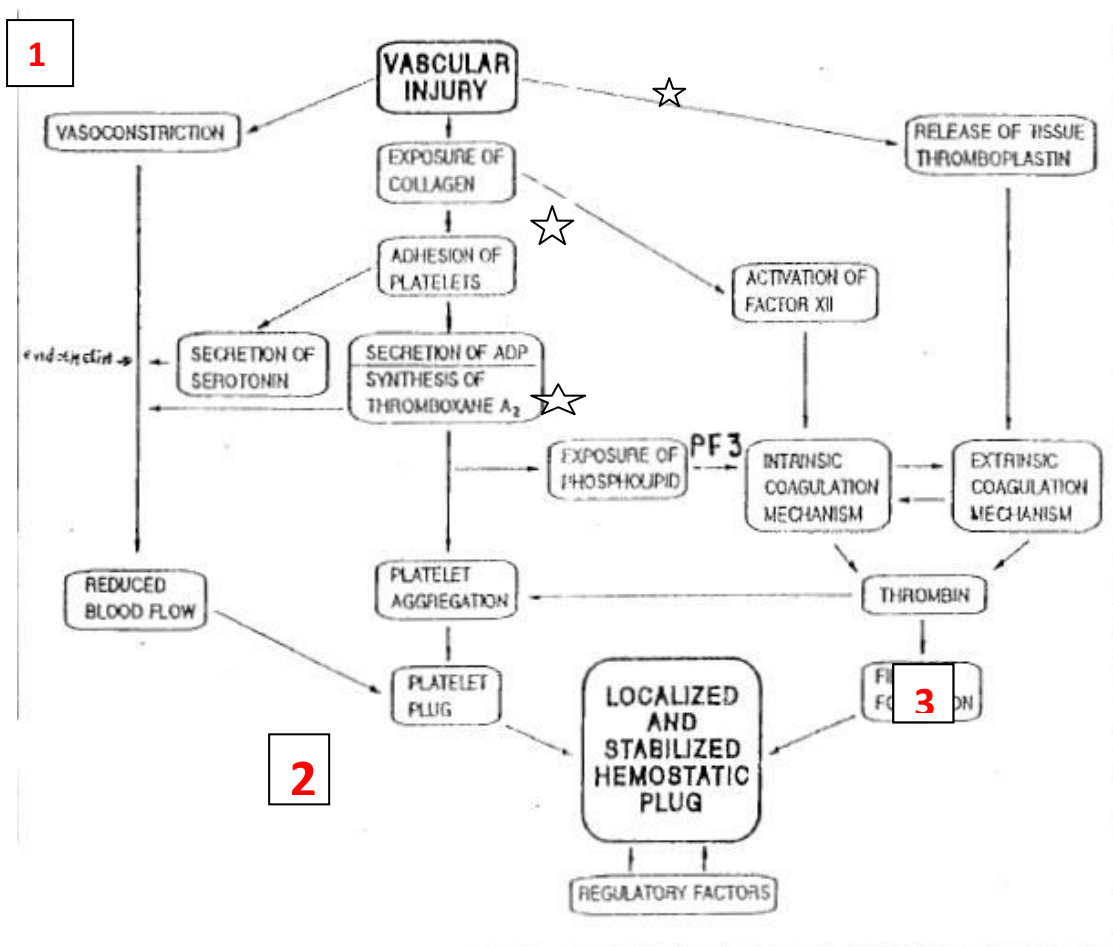 1
VASCULAR
INJURY
VASOCONSTRICTION
RELEASE OF TISSUE
THROMBOPLASTIN
EXPOSURE OF
COLLAGEN
ADHESION OF
PLATELETS
ACTIVATION OF
FACTOR XII
SECRETION OF
SEROTONIN
SECRETION OF ADP
SYNTHESIS OF
THROMBOXANE A₂
EXPOSURE OF
PHOSPHOLIPID
PF3
INTRINSIC
COAGULATION
MECHANISM
EXTRINSIC
COAGULATION
MECHANISM
REDUCED
BLOOD FLOW
PLATELET
AGGREGATION
THROMBIN
PLATELET
PLUG
3
2
LOCALIZED
AND
STABILIZED
HEMOSTATIC
PLUG
REGULATORY FACTORS